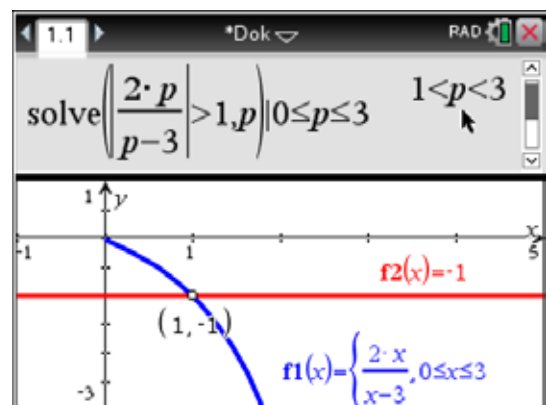 1.1 *Dok RAD
solve(|2·p/(p−3)|>1,p)|0≤p≤3 1<p<3
1 y
-1 1 x 5
f2(x)=-1
(1,-1)
f1(x)={2·x/(x−3),0≤x≤3
-3